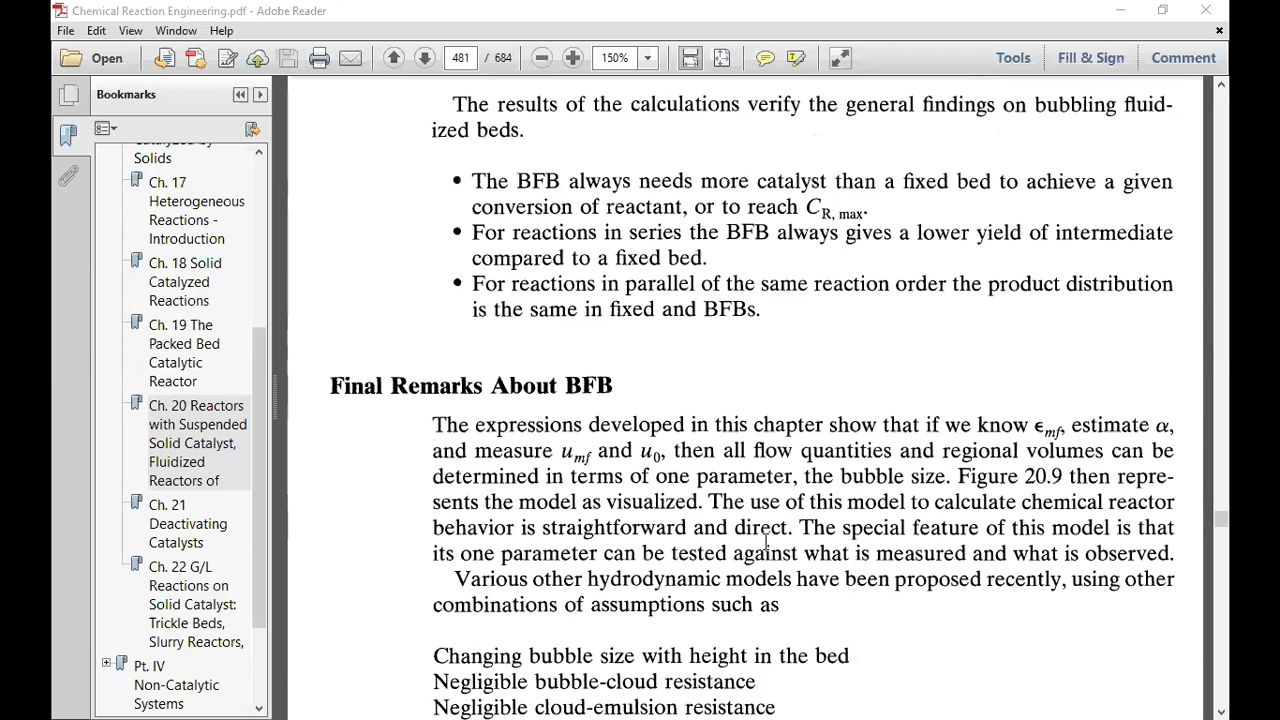 Chemical Reaction Engineering.pdf - Adobe Reader
File Edit View Window Help
Open 481 / 684 150% Tools Fill & Sign Comment
Bookmarks
Solids
Ch. 17
Heterogeneous
Reactions -
Introduction
Ch. 18 Solid
Catalyzed
Reactions
Ch. 19 The
Packed Bed
Catalytic
Reactor
Ch. 20 Reactors
with Suspended
Solid Catalyst,
Fluidized
Reactors of
Ch. 21
Deactivating
Catalysts
Ch. 22 G/L
Reactions on
Solid Catalyst:
Trickle Beds,
Slurry Reactors,
Pt. IV
Non-Catalytic
Systems
The results of the calculations verify the general findings on bubbling fluid-
ized beds.
• The BFB always needs more catalyst than a fixed bed to achieve a given
conversion of reactant, or to reach C_R, max.
• For reactions in series the BFB always gives a lower yield of intermediate
compared to a fixed bed.
• For reactions in parallel of the same reaction order the product distribution
is the same in fixed and BFBs.
Final Remarks About BFB
The expressions developed in this chapter show that if we know ϵ_mf, estimate α,
and measure u_mf and u_0, then all flow quantities and regional volumes can be
determined in terms of one parameter, the bubble size. Figure 20.9 then repre-
sents the model as visualized. The use of this model to calculate chemical reactor
behavior is straightforward and direct. The special feature of this model is that
its one parameter can be tested against what is measured and what is observed.
Various other hydrodynamic models have been proposed recently, using other
combinations of assumptions such as
Changing bubble size with height in the bed
Negligible bubble-cloud resistance
Negligible cloud-emulsion resistance